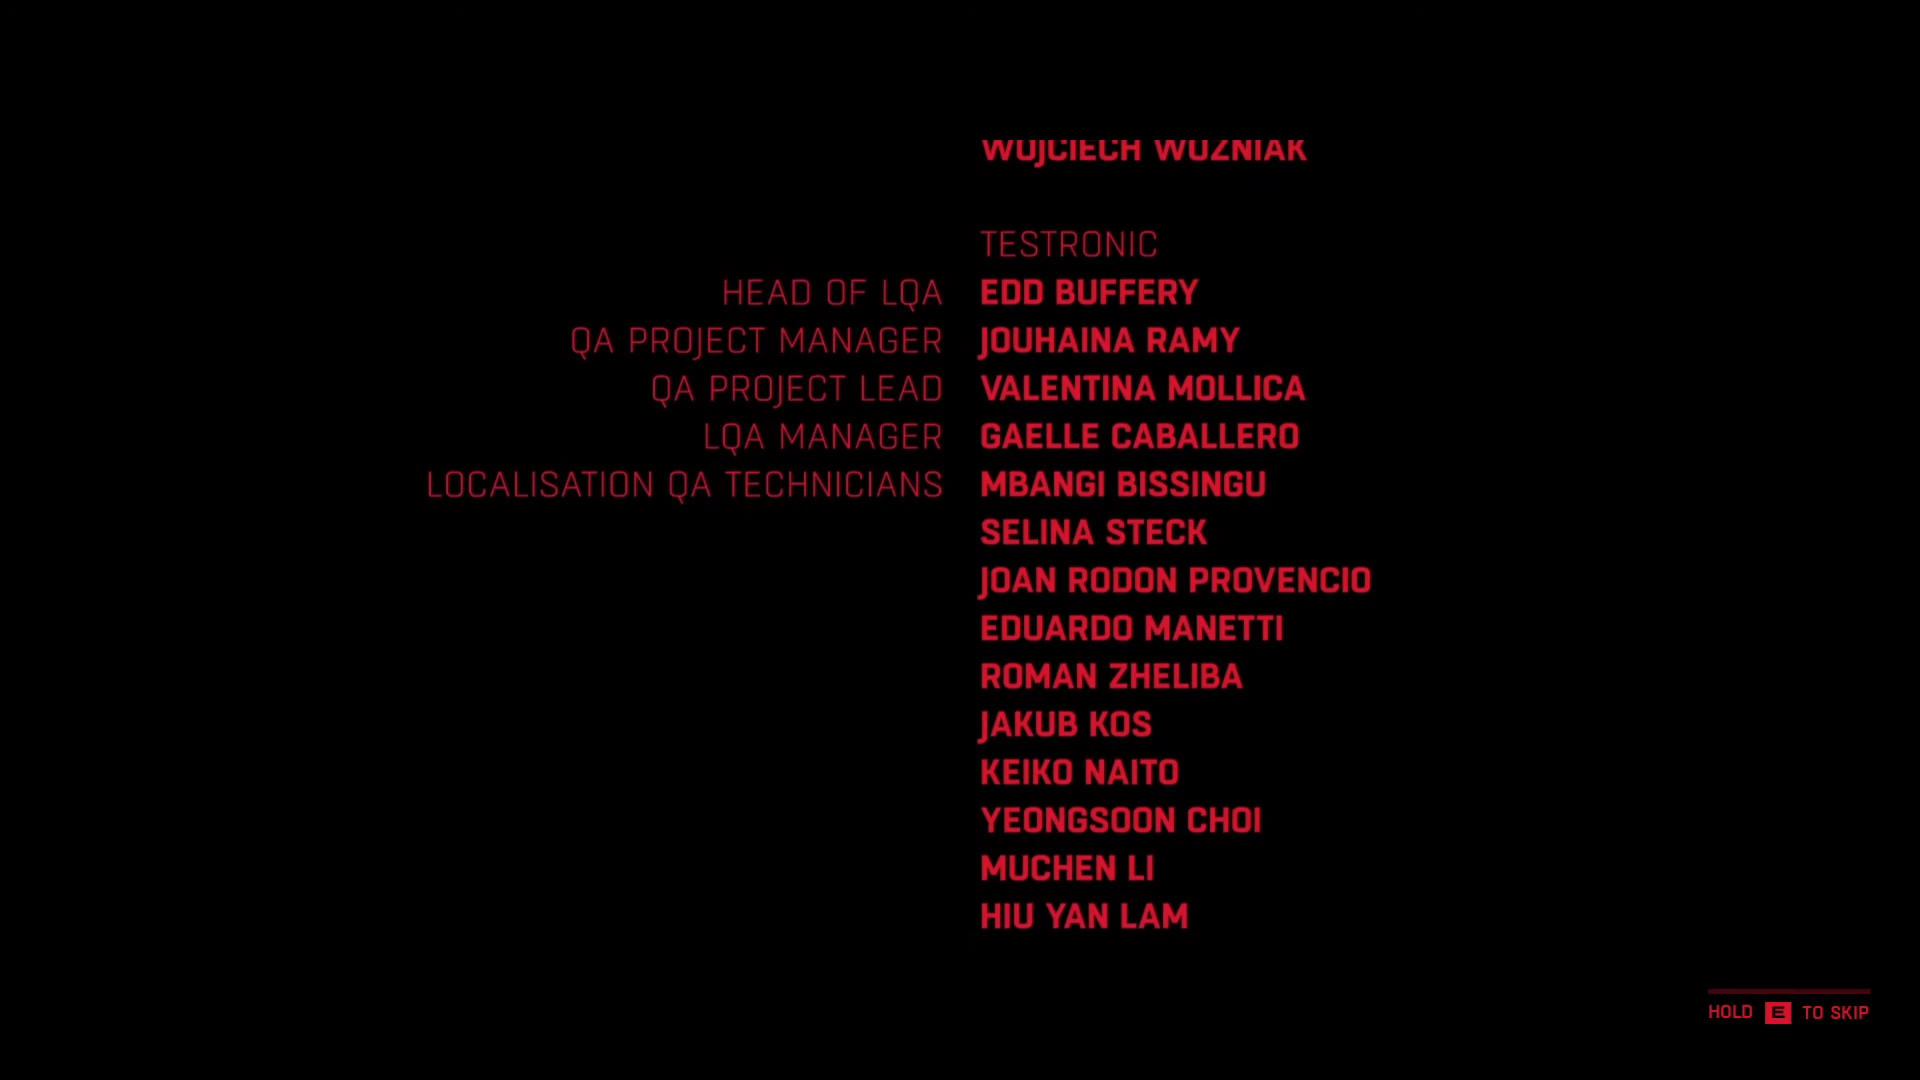 WOJCIECH WOZNIAK
TESTRONIC
HEAD OF LQA EDD BUFFERY
QA PROJECT MANAGER JOUHAINA RAMY
QA PROJECT LEAD VALENTINA MOLLICA
LQA MANAGER GAELLE CABALLERO
LOCALISATION QA TECHNICIANS MBANGI BISSINGU
SELINA STECK
JOAN RODON PROVENCIO
EDUARDO MANETTI
ROMAN ZHELIBA
JAKUB KOS
KEIKO NAITO
YEONGSOON CHOI
MUCHEN LI
HIU YAN LAM
HOLD E TO SKIP